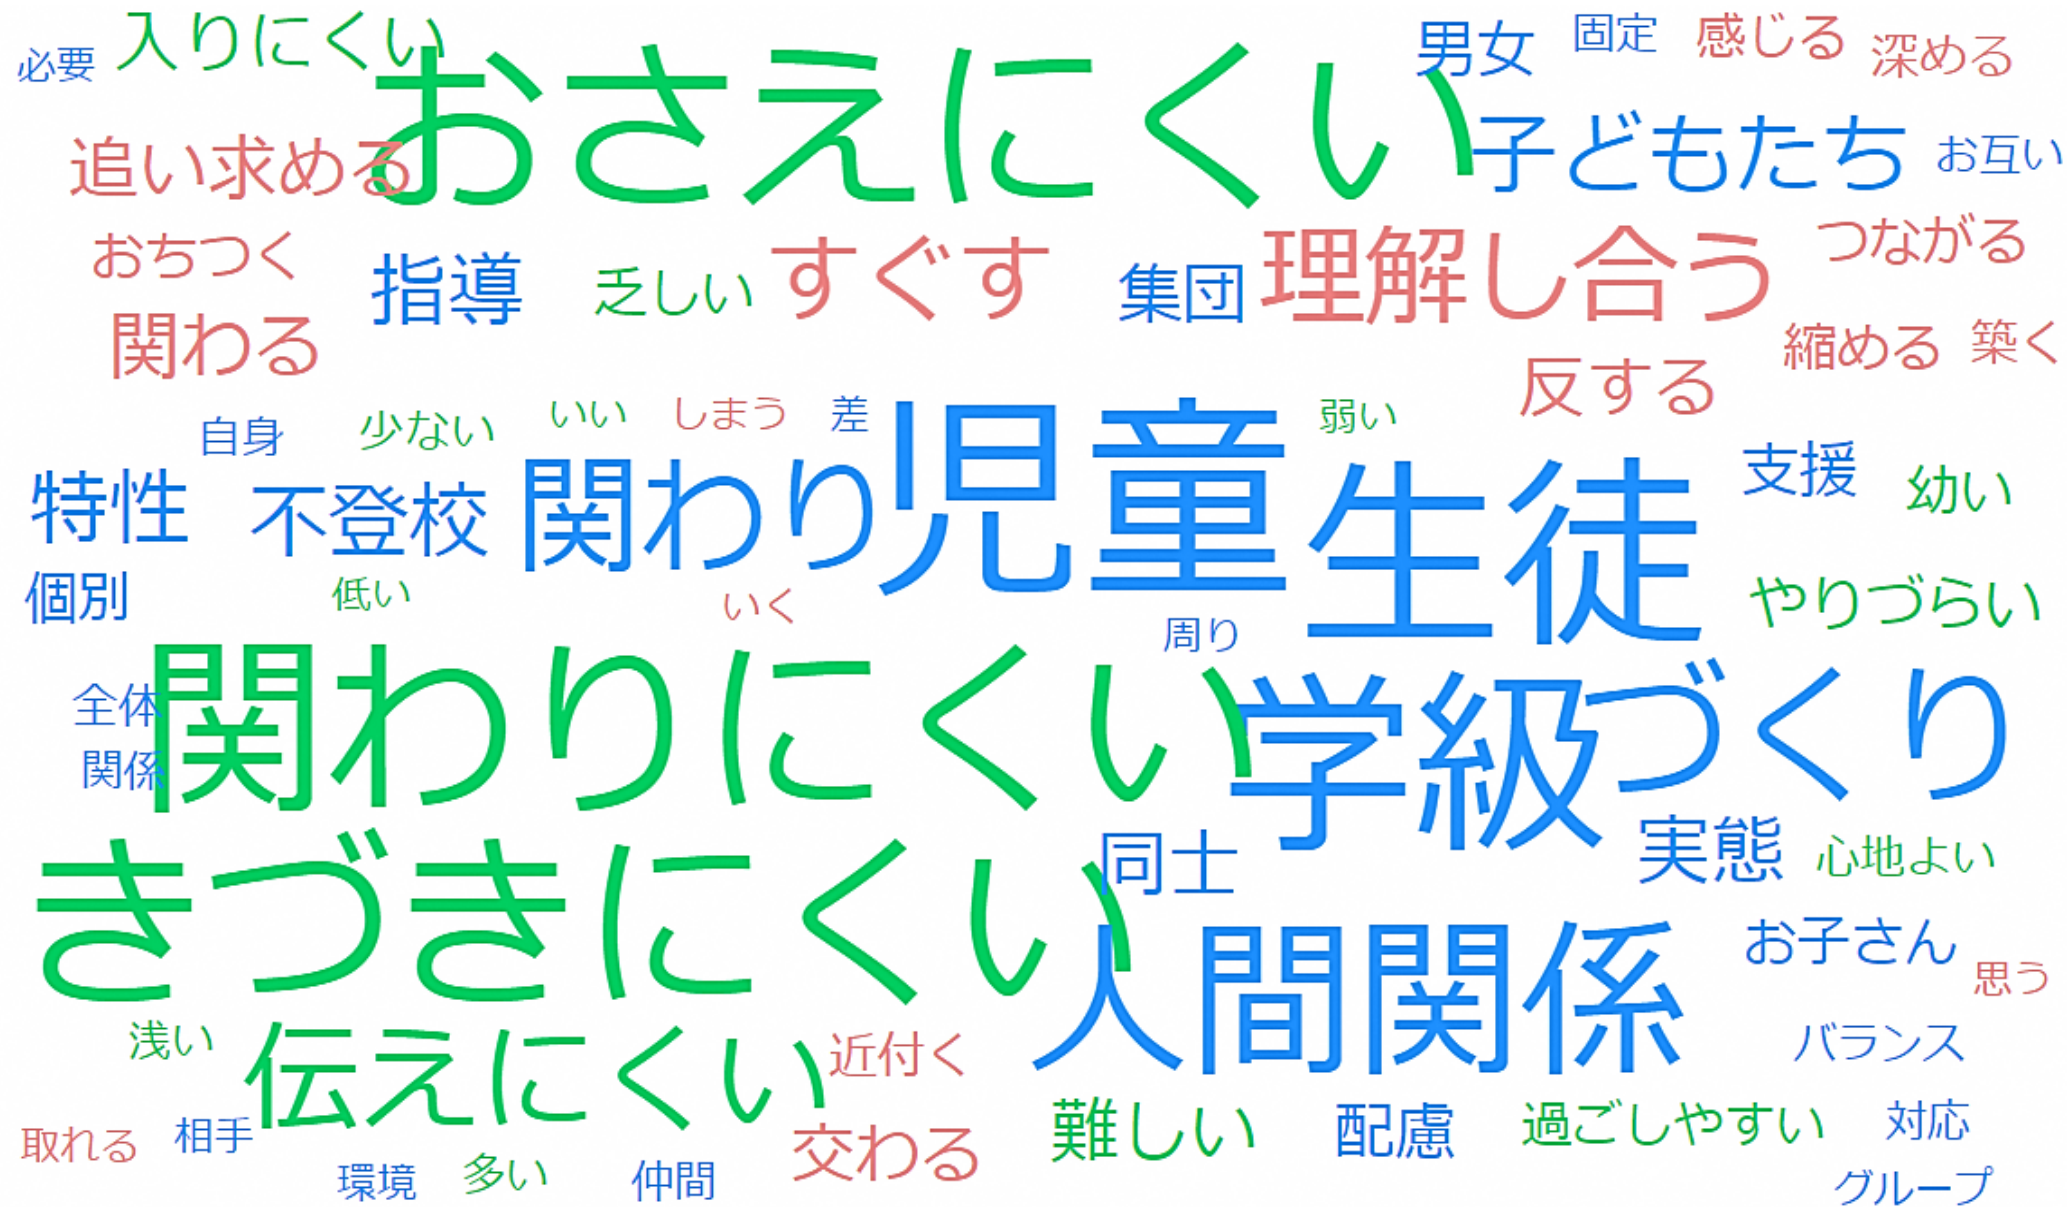 必要 入りにくい おさえにくい 男女 固定 感じる 深める
追い求める 子どもたち お互い
おちつく 指導 乏しい すぐす 集団 理解し合う つながる
関わる 反する 縮める 築く
自身 少ない いい しまう 差 児童生徒 弱い 支援
特性 不登校 関わり 幼い
個別 低い いく 周り やりづらい
全体 関わりにくい 学級づくり
関係
きづきにくい 同士 実態 心地よい
人間関係 お子さん 思う
浅い 伝えにくい 近付く バランス
取れる 相手 交わる 難しい 配慮 過ごしやすい 対応
環境 多い 仲間 グループ